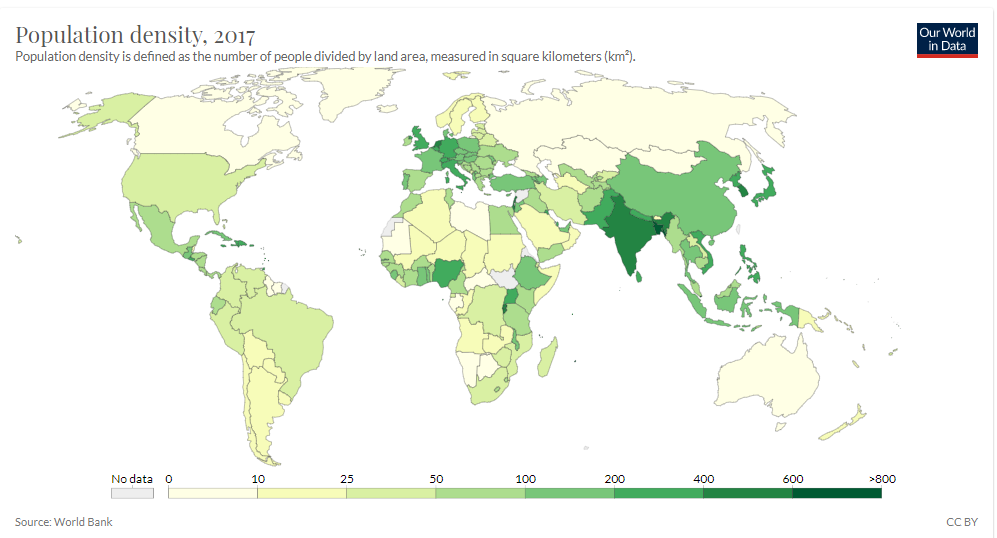 Population density, 2017
Our World
in Data
Population density is defined as the number of people divided by land area, measured in square kilometers (km²).
No data 0 10 25 50 100 200 400 600 >800
Source: World Bank CC BY